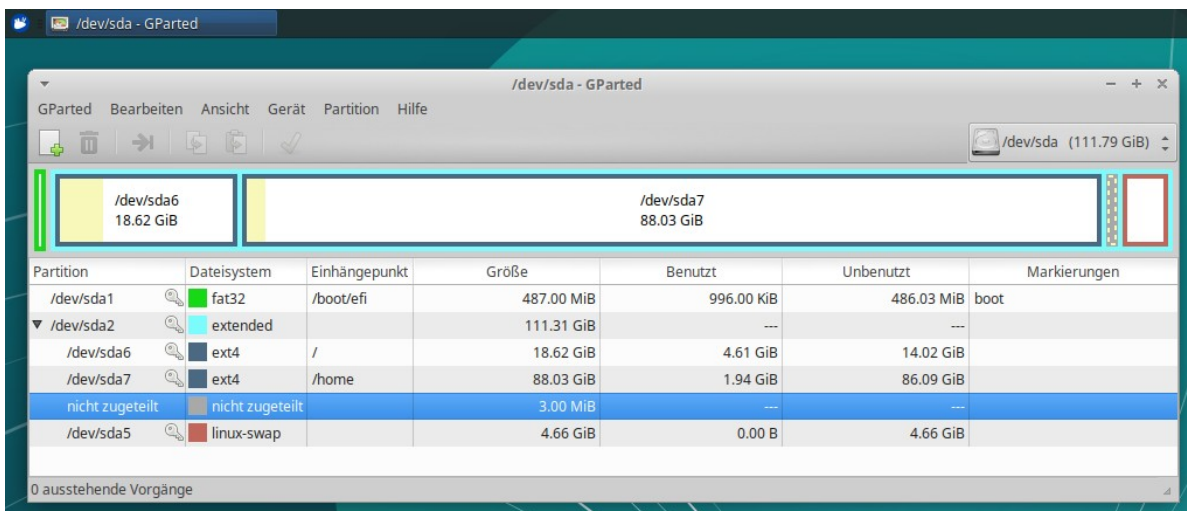 /dev/sda - GParted
/dev/sda - GParted
GParted Bearbeiten Ansicht Gerät Partition Hilfe
/dev/sda (111.79 GiB)
/dev/sda6
18.62 GiB
/dev/sda7
88.03 GiB
Partition Dateisystem Einhängepunkt Größe Benutzt Unbenutzt Markierungen
/dev/sda1 fat32 /boot/efi 487.00 MiB 996.00 KiB 486.03 MiB boot
/dev/sda2 extended 111.31 GiB --- ---
/dev/sda6 ext4 / 18.62 GiB 4.61 GiB 14.02 GiB
/dev/sda7 ext4 /home 88.03 GiB 1.94 GiB 86.09 GiB
nicht zugeteilt nicht zugeteilt 3.00 MiB --- ---
/dev/sda5 linux-swap 4.66 GiB 0.00 B 4.66 GiB
0 ausstehende Vorgänge